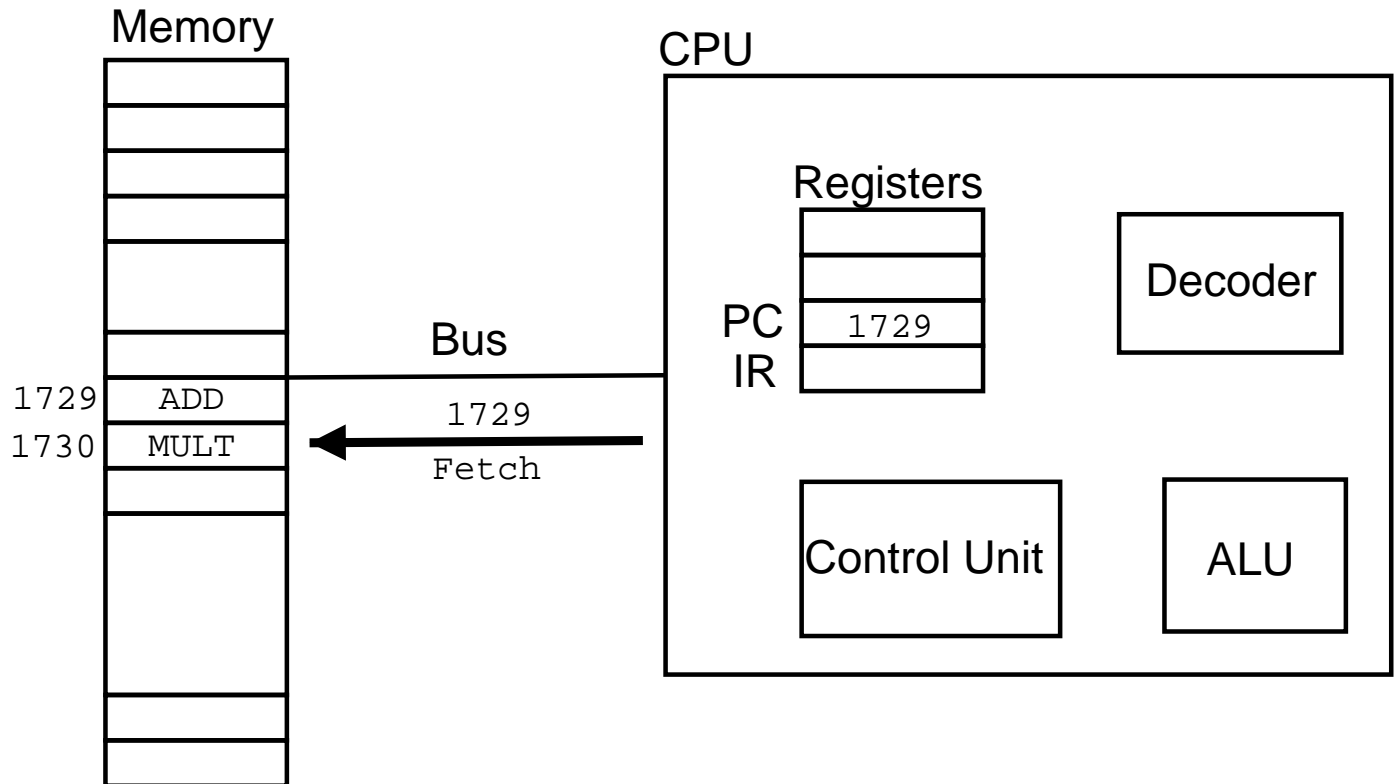 Memory
CPU
Registers
Decoder
PC 1729
IR
Bus
1729 ADD
1730 MULT
1729
Fetch
Control Unit
ALU